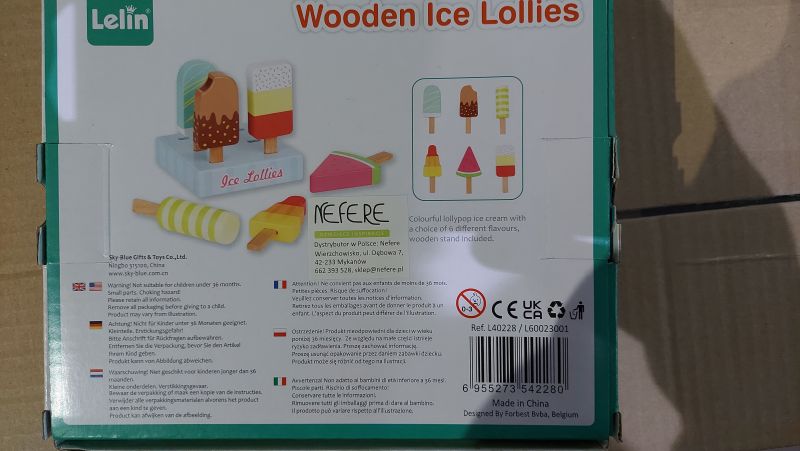 Lelin
Wooden Ice Lollies
Ice Lollies
NEFERE
DZIECIĘCE INSPIRACJE
Dystrybutor w Polsce: Nefere
Wierzchowisko, ul. Dębowa 7,
42-233 Mykanów
662 393 528, sklep@nefere.pl
Colourful lollypop ice cream with
a choice of 6 different flavours,
wooden stand included.
Sky-Blue Gifts & Toys Co.,Ltd.
Ningbo 315100, China
www.sky-blue.com.cn
Warning! Not suitable for children under 36 months.
Small parts. Choking hazard!
Please retain all information.
Remove all packaging before giving to a child.
Product may vary from illustration.
Achtung! Nicht für Kinder unter 36 Monaten geeignet.
Kleinteile. Erstickungsgefahr!
Bitte Anschrift für Rückfragen aufbewahren.
Entfernen Sie die Verpackung, bevor Sie den Artikel
Ihrem Kind geben.
Produkt kann von Abbildung abweichen.
Waarschuwing! Niet geschikt voor kinderen jonger dan 36
maanden.
Kleine onderdelen. Verstikkingsgevaar.
Bewaar de verpakking of maak een kopie van de instructies.
Verwijder alle verpakkingsmaterialen alvorens het product
aan een kind te geven.
Product kan afwijken van de afbeelding.
Attention! Ne convient pas aux enfants de moins de 36 mois.
Petites pièces. Risque de suffocation!
Veuillez conserver toutes les notices d'information.
Retirez tous les emballages avant de donner le produit à un
enfant. L'aspect du produit peut différer de l'illustration.
Ostrzeżenie! Produkt nieodpowiedni dla dzieci w wieku
poniżej 36 miesięcy. Ze względu na małe części istnieje
ryzyko zadławienia. Proszę zachować informację.
Proszę usunąć opakowanie przez daniem zabawki dziecku.
Produkt może się różnić od tego na ilustracji.
Avvertenza! Non adatto ai bambini di età inferiore a 36 mesi.
Piccole parti. Rischio di soffocamento!
Conservare tutte le informazioni.
Rimuovere tutti gli imballaggi prima di dare al bambino.
Il prodotto può variare rispetto all'illustrazione.
0-3
CE
UK
CA
Ref. L40228 / L60023001
6 955273 542280
Made in China
Designed By Forbest Bvba, Belgium